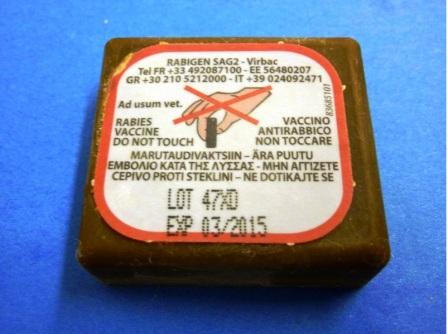 RABIGEN SAG2 - Virbac
Tel FR +33 492087100 - EE 56480207
GR +30 210 5212000 - IT +39 024092471
Ad usum vet.
83685101
RABIES
VACCINE
DO NOT TOUCH
VACCINO
ANTIRABBICO
NON TOCCARE
MARUTAUDIVAKTSIIN – ÄRA PUUTU
ΕΜΒΟΛΙΟ ΚΑΤΑ ΤΗΣ ΛΥΣΣΑΣ - ΜΗΝ ΑΓΓΙΖΕΤΕ
CEPIVO PROTI STEKLINI – NE DOTIKAJTE SE
LOT 47XD
EXP 03/2015